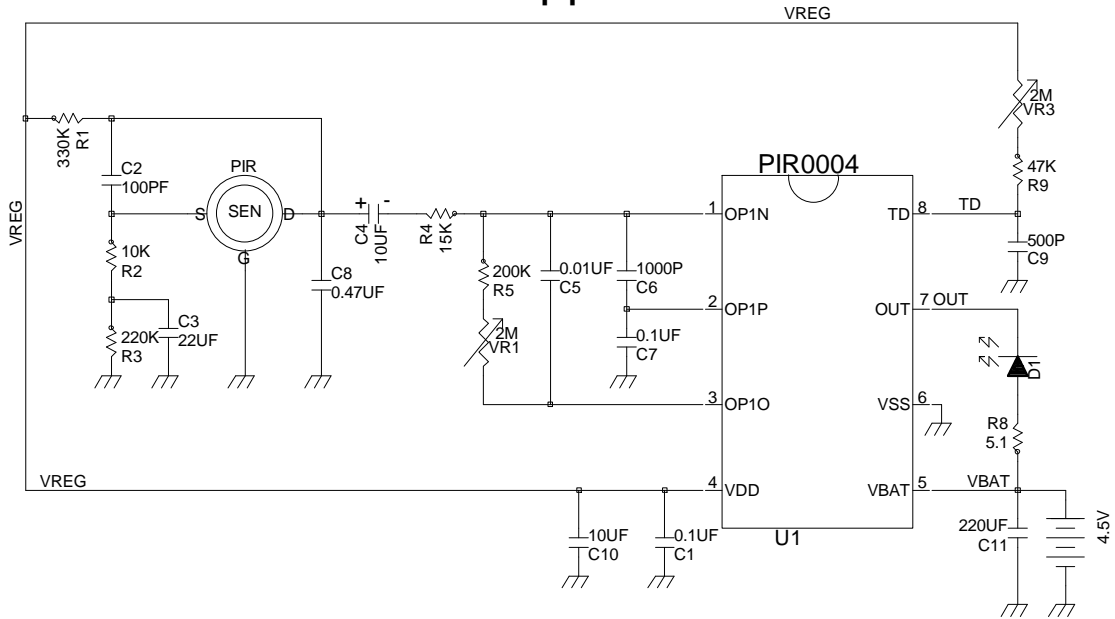 VREG
2M
VR3
330K
R1
C2
100PF
PIR
SEN
S
D
G
47K
R9
PIR0004
VREG
10K
R2
+
-
C4
10UF
R4
15K
1
OP1N
TD
8
TD
500P
C9
C8
0.47UF
200K
R5
0.01UF
C5
1000P
C6
2
OP1P
OUT
7
OUT
220K
R3
C3
22UF
2M
VR1
0.1UF
C7
D1
3
OP1O
VSS
6
R8
5.1
VREG
4
VDD
VBAT
5
VBAT
10UF
C10
0.1UF
C1
U1
220UF
C11
4.5V